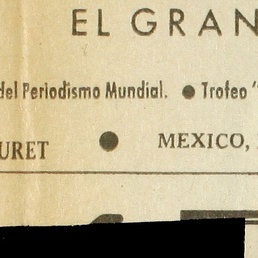 EL GRAN
del Periodismo Mundial. ● Trofeo "
URET ● MEXICO,